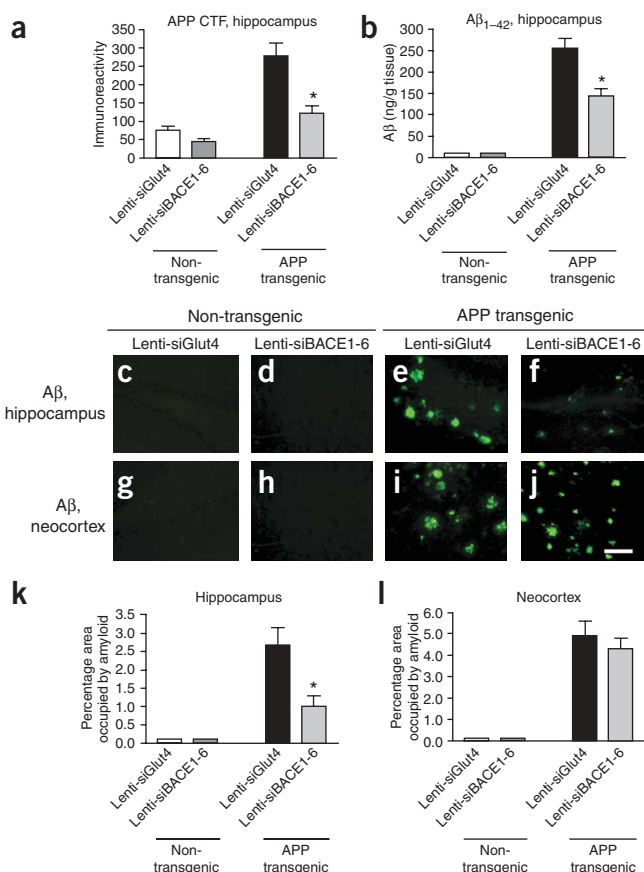 a
APP CTF, hippocampus
Immunoreactivity
350
300
250
200
150
100
50
0
*
Lenti-siGlut4
Lenti-siBACE1-6
Lenti-siGlut4
Lenti-siBACE1-6
Non-
transgenic
APP
transgenic
b
Aβ1–42, hippocampus
Aβ (ng/g tissue)
300
250
200
150
100
50
0
*
Lenti-siGlut4
Lenti-siBACE1-6
Lenti-siGlut4
Lenti-siBACE1-6
Non-
transgenic
APP
transgenic
Non-transgenic
APP transgenic
Lenti-siGlut4
Lenti-siBACE1-6
Lenti-siGlut4
Lenti-siBACE1-6
Aβ,
hippocampus
c
d
e
f
Aβ,
neocortex
g
h
i
j
k
Hippocampus
Percentage area
occupied by amyloid
3.5
3.0
2.5
2.0
1.5
1.0
0.5
0.0
*
Lenti-siGlut4
Lenti-siBACE1-6
Lenti-siGlut4
Lenti-siBACE1-6
Non-
transgenic
APP
transgenic
l
Neocortex
Percentage area
occupied by amyloid
6.0
5.0
4.0
3.0
2.0
1.0
0.0
Lenti-siGlut4
Lenti-siBACE1-6
Lenti-siGlut4
Lenti-siBACE1-6
Non-
transgenic
APP
transgenic